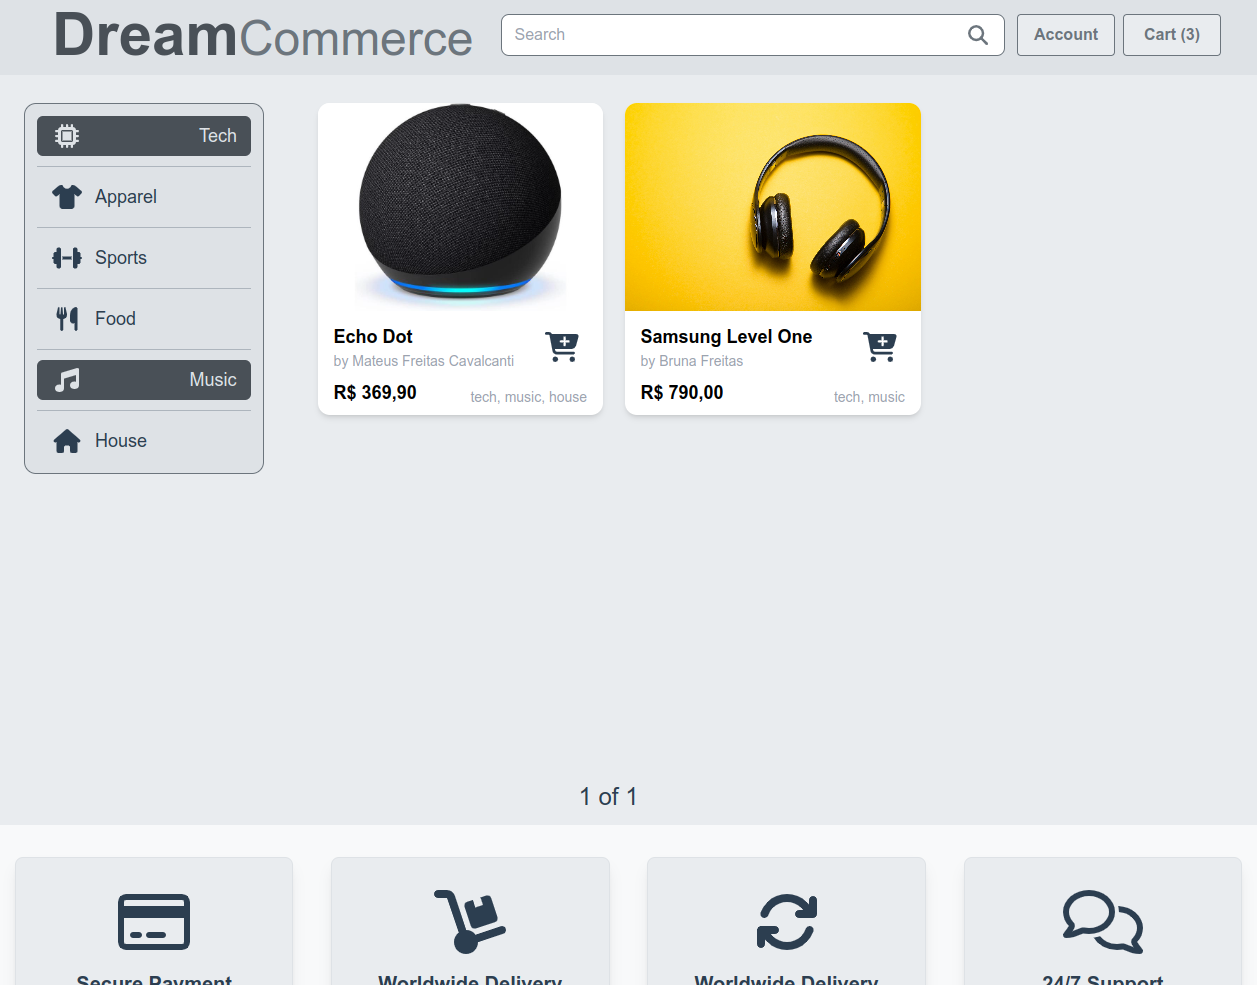 DreamCommerce
Search
Account
Cart (3)
Tech
Apparel
Sports
Food
Music
House
Echo Dot
by Mateus Freitas Cavalcanti
R$ 369,90
tech, music, house
Samsung Level One
by Bruna Freitas
R$ 790,00
tech, music
1 of 1
Secure Payment
Worldwide Delivery
Worldwide Delivery
24/7 Support